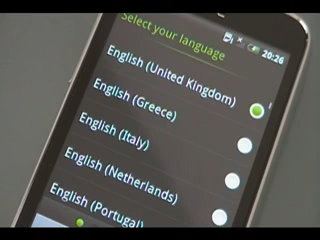 20:26
Select your language
English (United Kingdom)
English (Greece)
English (Italy)
English (Netherlands)
English (Portugal)